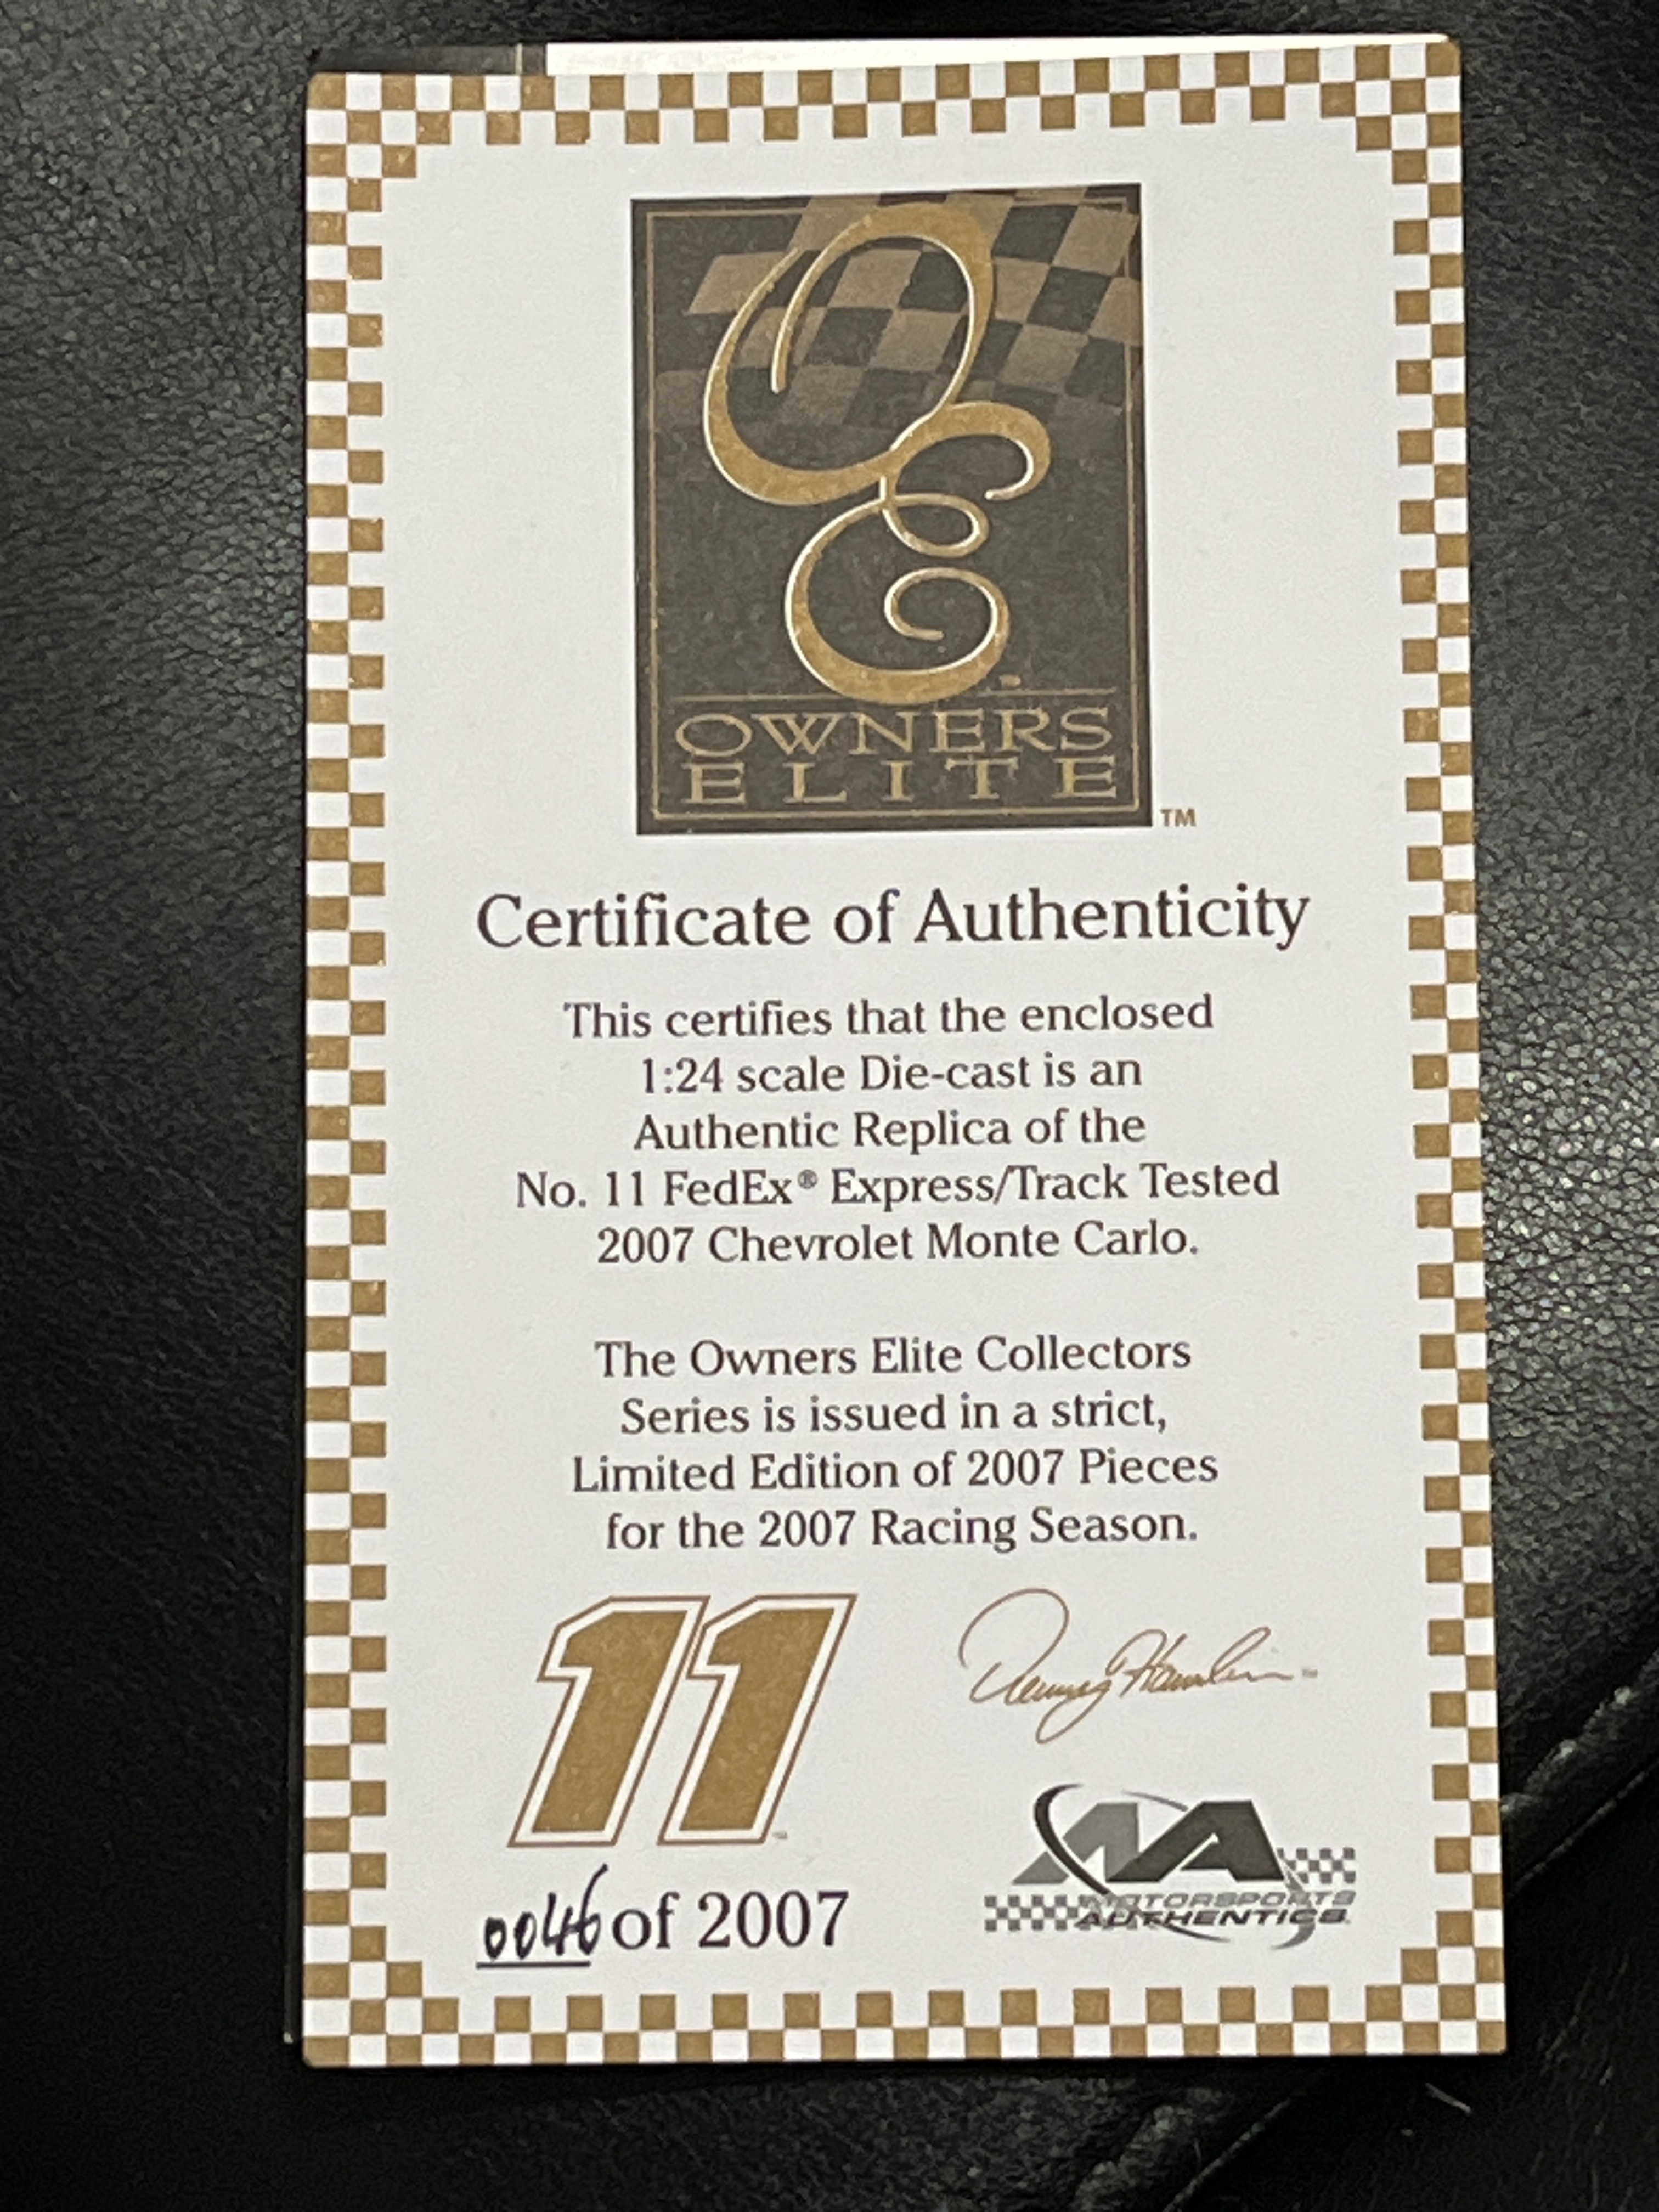 OE
OWNERS
ELITE
TM
Certificate of Authenticity
This certifies that the enclosed
1:24 scale Die-cast is an
Authentic Replica of the
No. 11 FedEx® Express/Track Tested
2007 Chevrolet Monte Carlo.
The Owners Elite Collectors
Series is issued in a strict,
Limited Edition of 2007 Pieces
for the 2007 Racing Season.
11
Denny Hamlin
0046 of 2007
MA
MOTORSPORTS
AUTHENTICS